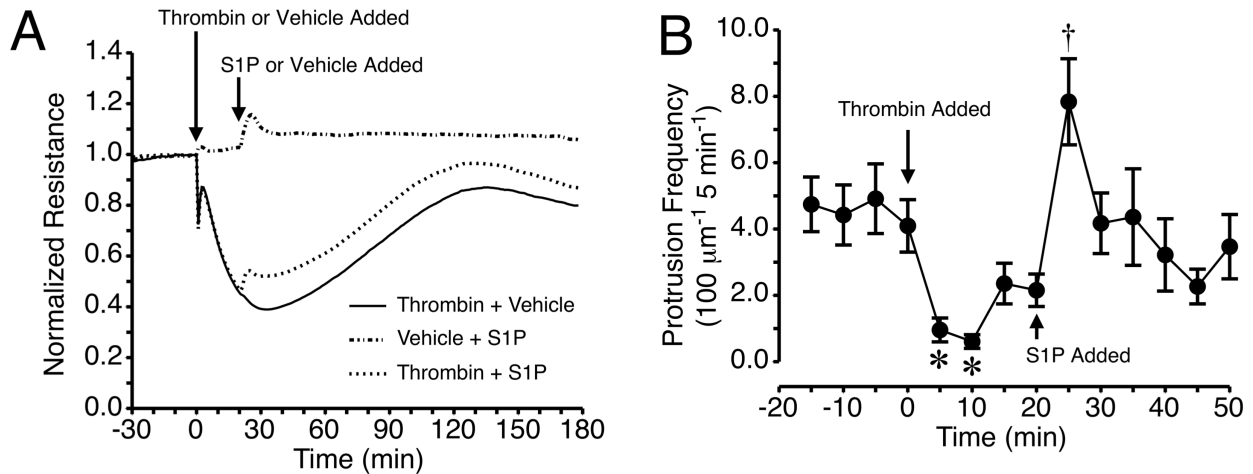 A
Thrombin or Vehicle Added
S1P or Vehicle Added
Normalized Resistance
1.4
1.2
1.0
0.8
0.6
0.4
0.2
0.0
Thrombin + Vehicle
Vehicle + S1P
Thrombin + S1P
-30 0 30 60 90 120 150 180
Time (min)
B
Protrusion Frequency
(100 µm⁻¹ 5 min⁻¹)
10.0
8.0
6.0
4.0
2.0
0.0
†
Thrombin Added
* *
S1P Added
-20 -10 0 10 20 30 40 50
Time (min)